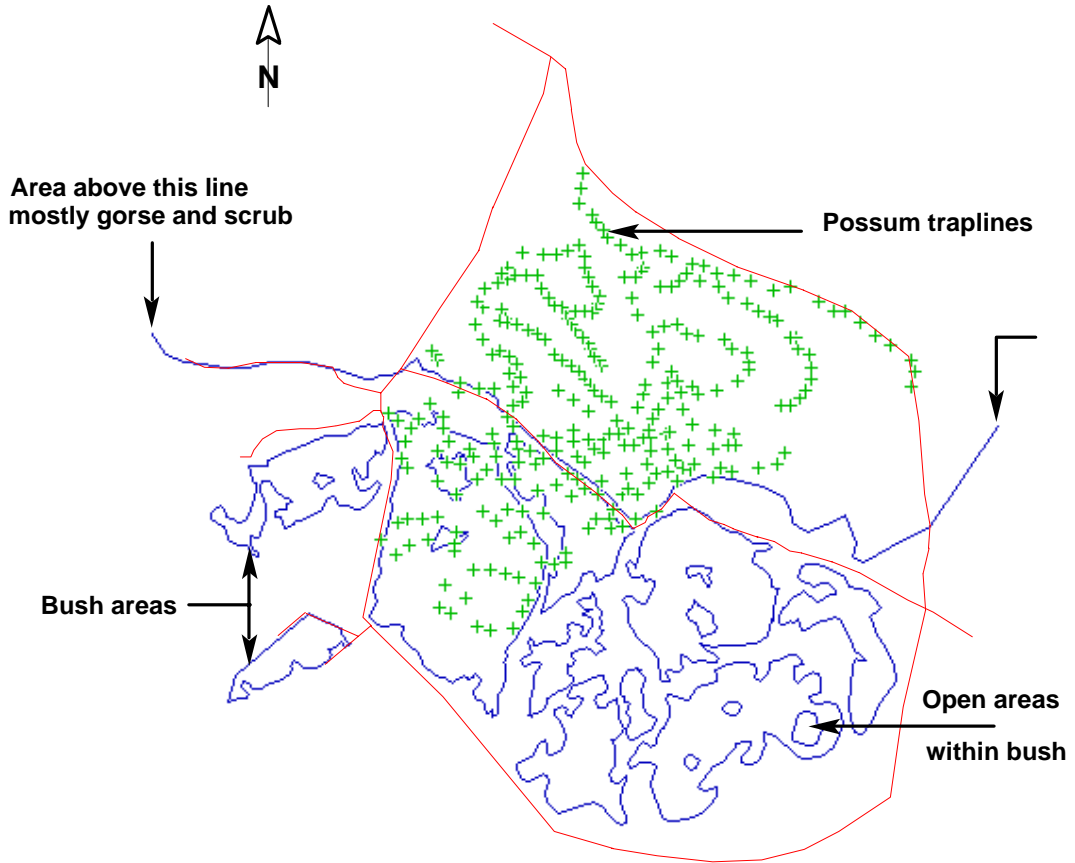 N
Area above this line
mostly gorse and scrub
Possum traplines
Bush areas
Open areas
within bush